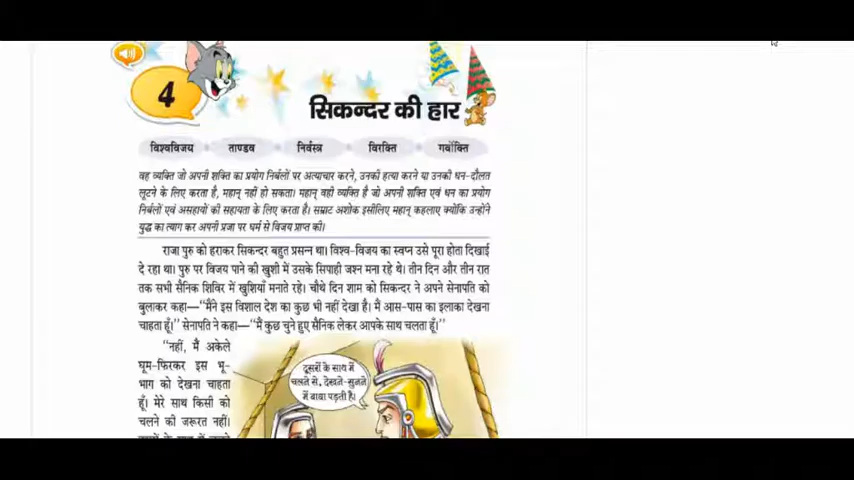 4
सिकन्दर की हार
विश्वविजय ताण्डव निर्वस्त्र विरक्ति गर्वोक्ति
वह व्यक्ति जो अपनी शक्ति का प्रयोग निर्बलों पर अत्याचार करने, उनकी हत्या करने या उनकी धन-दौलत
लूटने के लिए करता है, महान् नहीं हो सकता। महान् वही व्यक्ति है जो अपनी शक्ति एवं धन का प्रयोग
निर्बलों एवं असहायों की सहायता के लिए करता है। सम्राट अशोक इसीलिए महान् कहलाए क्योंकि उन्होंने
युद्ध का त्याग कर अपनी प्रजा पर धर्म से विजय प्राप्त की।
राजा पुरु को हराकर सिकन्दर बहुत प्रसन्न था। विश्व-विजय का स्वप्न उसे पूरा होता दिखाई
दे रहा था। पुरु पर विजय पाने की खुशी में उसके सिपाही जश्न मना रहे थे। तीन दिन और तीन रात
तक सभी सैनिक शिविर में खुशियाँ मनाते रहे। चौथे दिन शाम को सिकन्दर ने अपने सेनापति को
बुलाकर कहा—‘‘मैंने इस विशाल देश का कुछ भी नहीं देखा है। मैं आस-पास का इलाका देखना
चाहता हूँ।’’ सेनापति ने कहा—‘‘मैं कुछ चुने हुए सैनिक लेकर आपके साथ चलता हूँ।’’
‘‘नहीं, मैं अकेले
घूम-फिरकर इस भू-
भाग को देखना चाहता
हूँ। मेरे साथ किसी को
चलने की जरूरत नहीं।
दूसरों के साथ में
चलने से, देखने-सुनने
में बाधा पड़ती है।